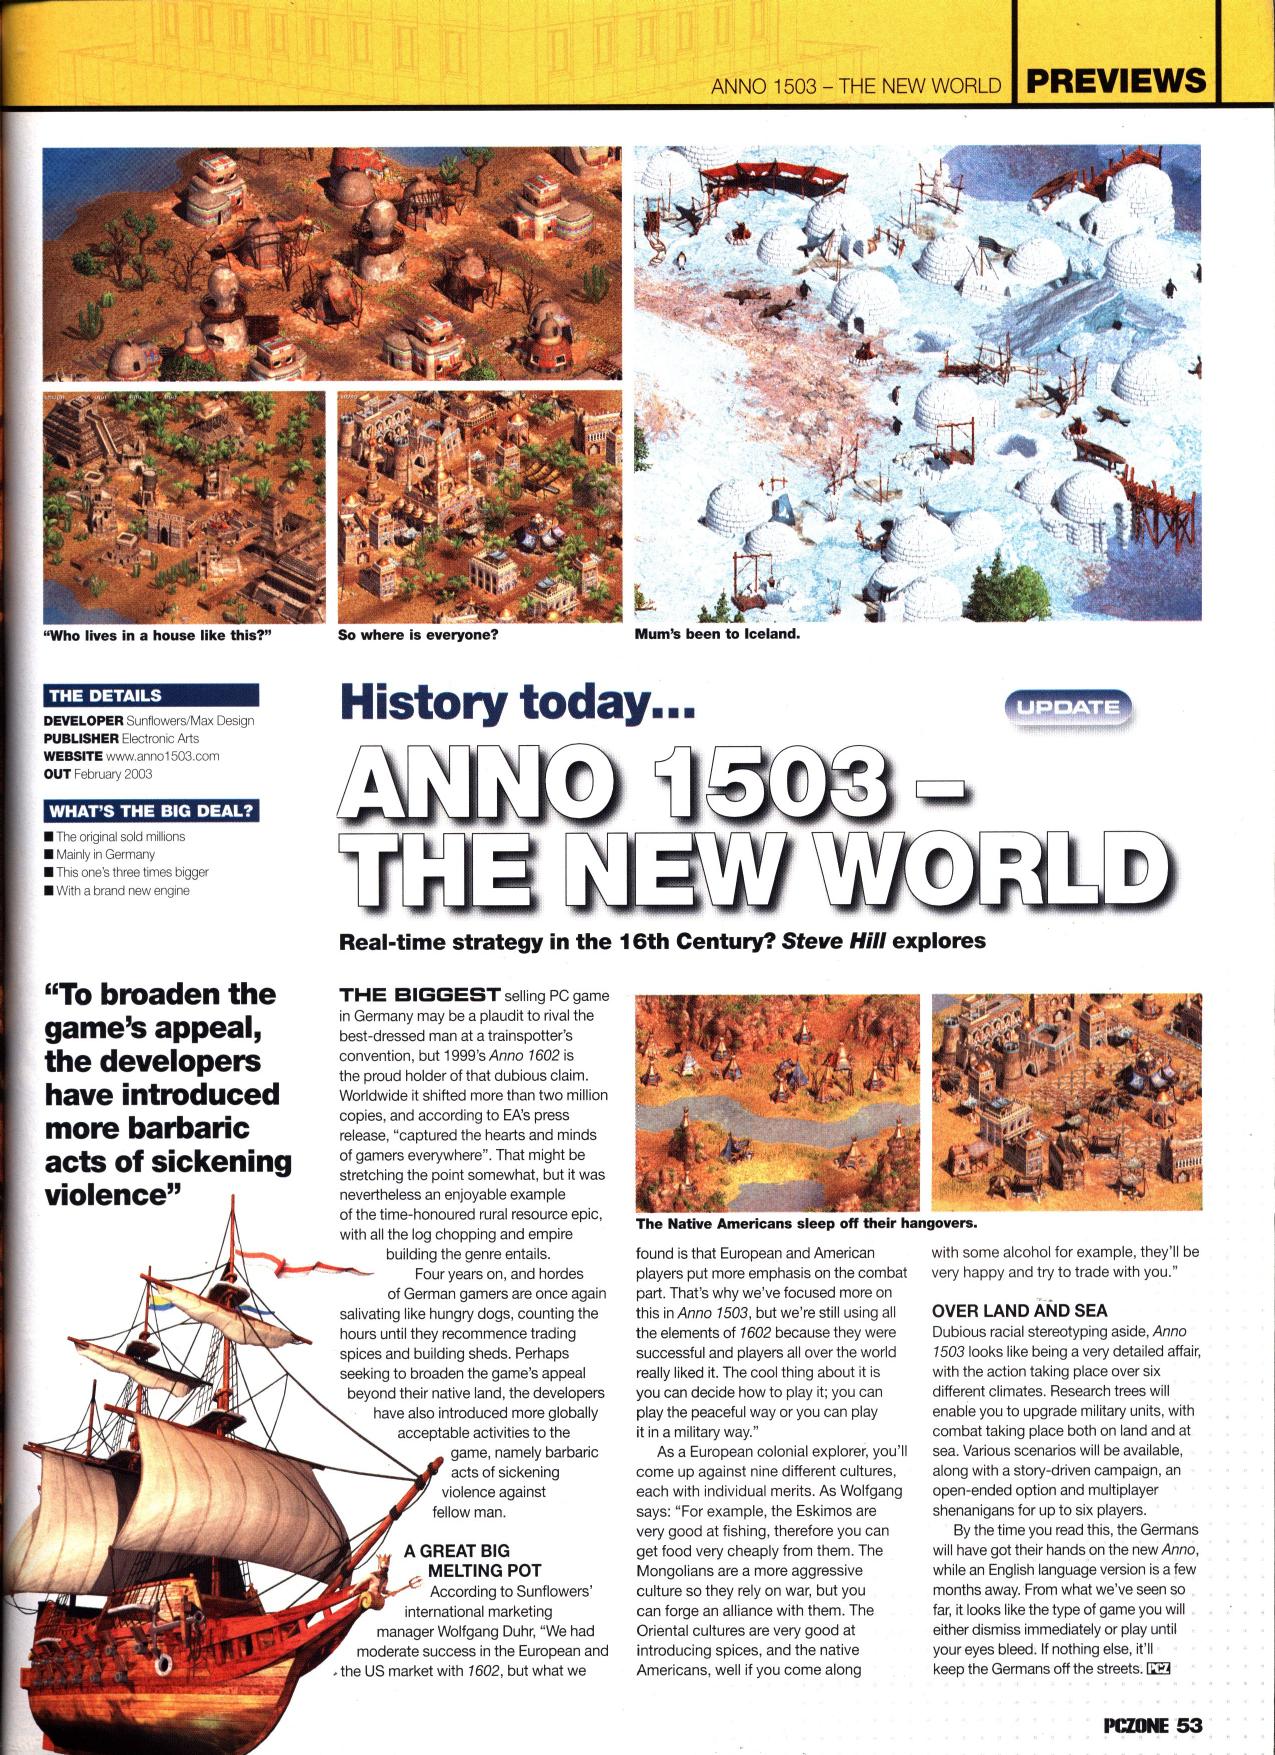 ANNO 1503 – THE NEW WORLD
PREVIEWS
“Who lives in a house like this?”
So where is everyone?
Mum's been to Iceland.
THE DETAILS
DEVELOPER Sunflowers/Max Design
PUBLISHER Electronic Arts
WEBSITE www.anno1503.com
OUT February 2003
WHAT'S THE BIG DEAL?
■ The original sold millions
■ Mainly in Germany
■ This one's three times bigger
■ With a brand new engine
History today...
UPDATE
ANNO 1503 –
THE NEW WORLD
Real-time strategy in the 16th Century? Steve Hill explores
“To broaden the
game's appeal,
the developers
have introduced
more barbaric
acts of sickening
violence”
THE BIGGEST selling PC game
in Germany may be a plaudit to rival the
best-dressed man at a trainspotter's
convention, but 1999's Anno 1602 is
the proud holder of that dubious claim.
Worldwide it shifted more than two million
copies, and according to EA's press
release, “captured the hearts and minds
of gamers everywhere”. That might be
stretching the point somewhat, but it was
nevertheless an enjoyable example
of the time-honoured rural resource epic,
with all the log chopping and empire
building the genre entails.
Four years on, and hordes
of German gamers are once again
salivating like hungry dogs, counting the
hours until they recommence trading
spices and building sheds. Perhaps
seeking to broaden the game's appeal
beyond their native land, the developers
have also introduced more globally
acceptable activities to the
game, namely barbaric
acts of sickening
violence against
fellow man.
A GREAT BIG
MELTING POT
According to Sunflowers'
international marketing
manager Wolfgang Duhr, “We had
moderate success in the European and
the US market with 1602, but what we
The Native Americans sleep off their hangovers.
found is that European and American
players put more emphasis on the combat
part. That's why we've focused more on
this in Anno 1503, but we're still using all
the elements of 1602 because they were
successful and players all over the world
really liked it. The cool thing about it is
you can decide how to play it; you can
play the peaceful way or you can play
it in a military way.”
As a European colonial explorer, you'll
come up against nine different cultures,
each with individual merits. As Wolfgang
says: “For example, the Eskimos are
very good at fishing, therefore you can
get food very cheaply from them. The
Mongolians are a more aggressive
culture so they rely on war, but you
can forge an alliance with them. The
Oriental cultures are very good at
introducing spices, and the native
Americans, well if you come along
with some alcohol for example, they'll be
very happy and try to trade with you.”
OVER LAND AND SEA
Dubious racial stereotyping aside, Anno
1503 looks like being a very detailed affair,
with the action taking place over six
different climates. Research trees will
enable you to upgrade military units, with
combat taking place both on land and at
sea. Various scenarios will be available,
along with a story-driven campaign, an
open-ended option and multiplayer
shenanigans for up to six players.
By the time you read this, the Germans
will have got their hands on the new Anno,
while an English language version is a few
months away. From what we've seen so
far, it looks like the type of game you will
either dismiss immediately or play until
your eyes bleed. If nothing else, it'll
keep the Germans off the streets. PCZ
PCZONE 53